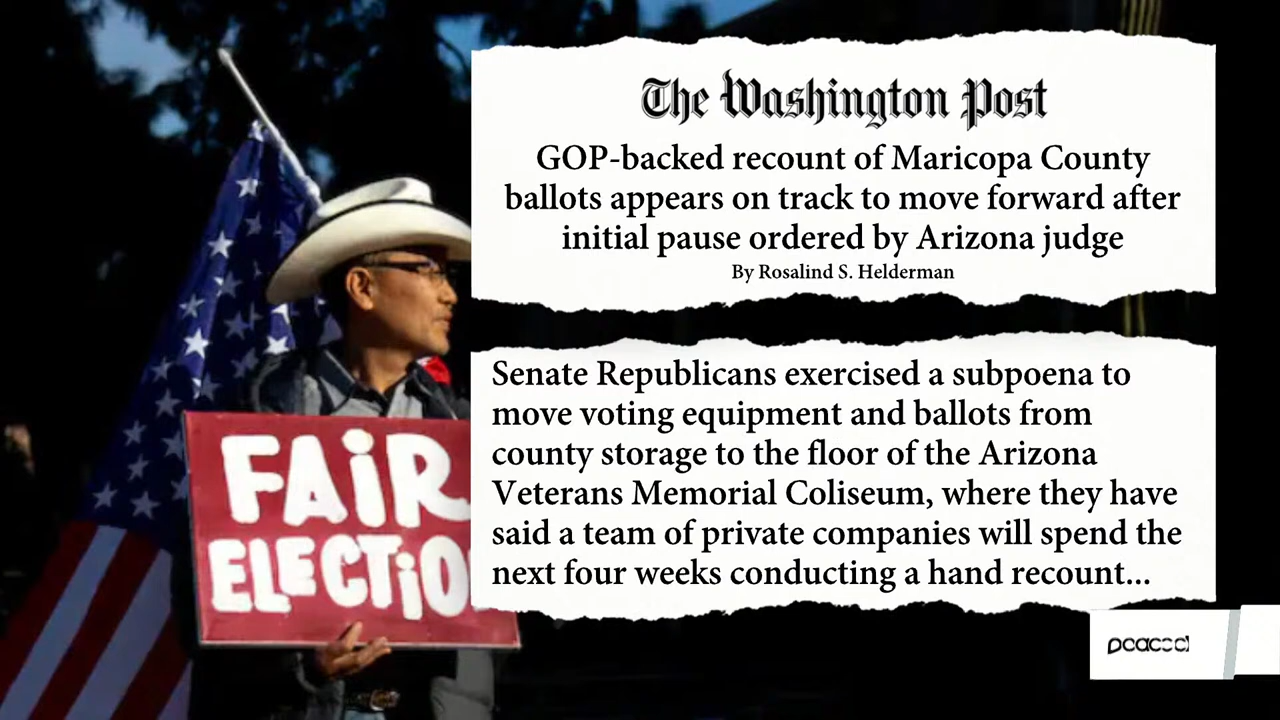 The Washington Post
GOP-backed recount of Maricopa County
ballots appears on track to move forward after
initial pause ordered by Arizona judge
By Rosalind S. Helderman
Senate Republicans exercised a subpoena to
move voting equipment and ballots from
county storage to the floor of the Arizona
Veterans Memorial Coliseum, where they have
said a team of private companies will spend the
next four weeks conducting a hand recount...
FAiR
ELECTiO